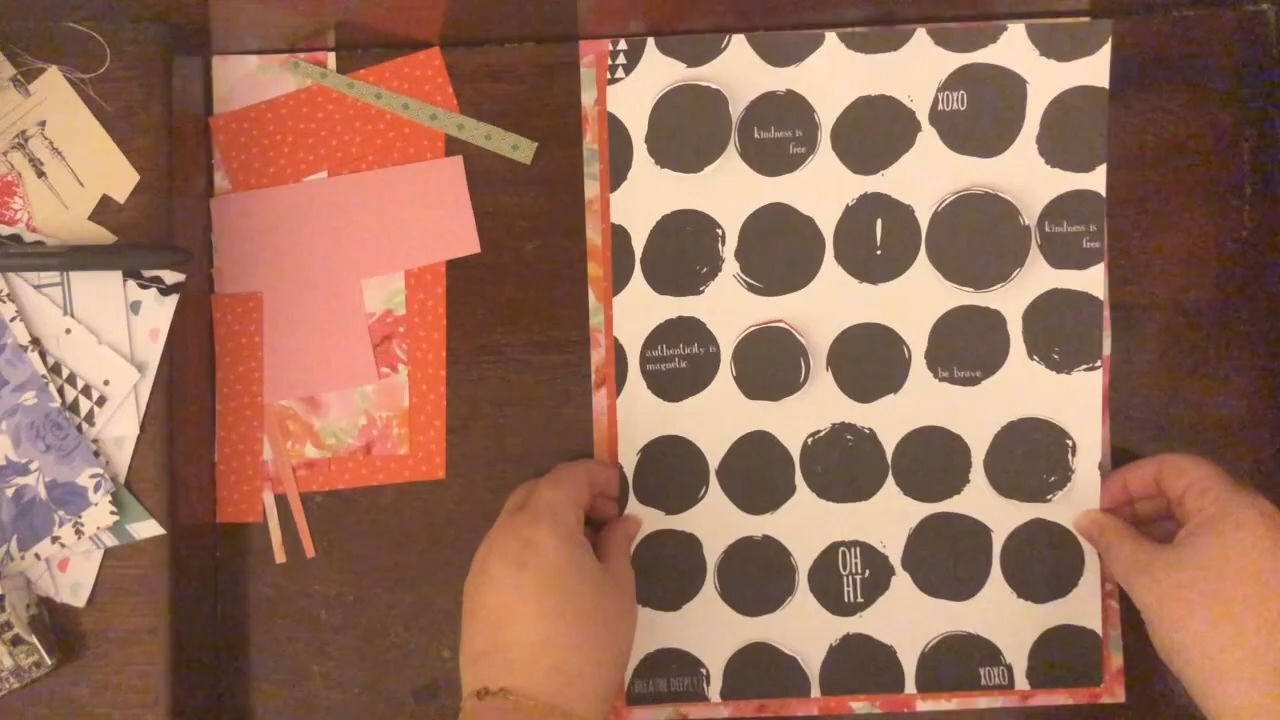 XOXO
kindness is
free
!
kindness is
free
authenticity is
magnetic
be brave
OH,
HI
BREATHE DEEPLY
XOXO